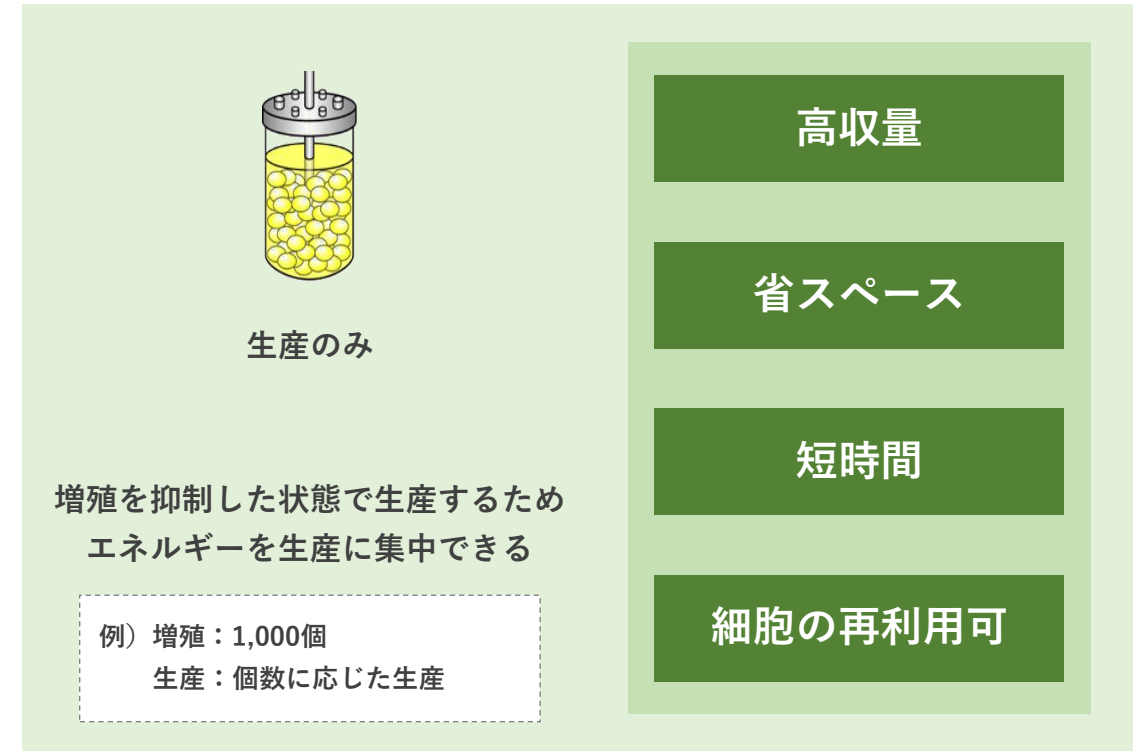 生産のみ
増殖を抑制した状態で生産するため
エネルギーを生産に集中できる
例）増殖：1,000個
生産：個数に応じた生産
高収量
省スペース
短時間
細胞の再利用可